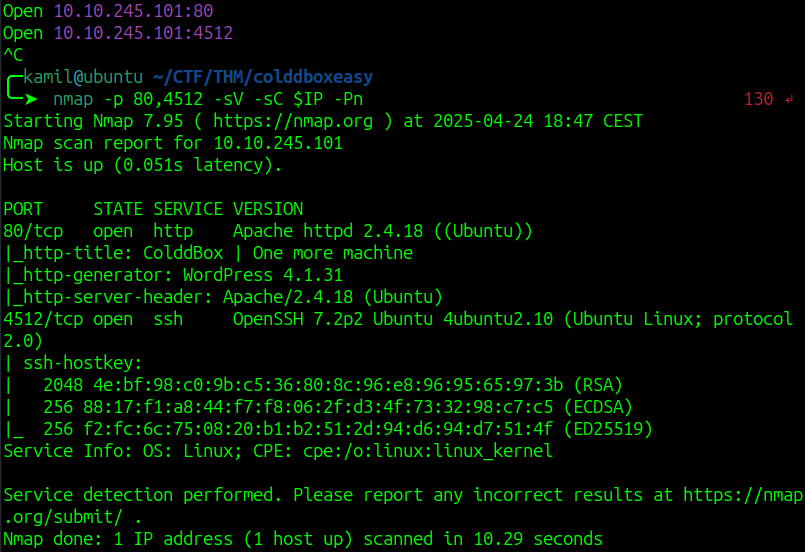 Open 10.10.245.101:80
Open 10.10.245.101:4512
^C
kamil@ubuntu ~/CTF/THM/colddboxeasy
nmap -p 80,4512 -sV -sC $IP -Pn 130 ↲
Starting Nmap 7.95 ( https://nmap.org ) at 2025-04-24 18:47 CEST
Nmap scan report for 10.10.245.101
Host is up (0.051s latency).
PORT     STATE SERVICE VERSION
80/tcp   open  http    Apache httpd 2.4.18 ((Ubuntu))
|_http-title: ColddBox | One more machine
|_http-generator: WordPress 4.1.31
|_http-server-header: Apache/2.4.18 (Ubuntu)
4512/tcp open  ssh     OpenSSH 7.2p2 Ubuntu 4ubuntu2.10 (Ubuntu Linux; protocol
2.0)
| ssh-hostkey:
|   2048 4e:bf:98:c0:9b:c5:36:80:8c:96:e8:96:95:65:97:3b (RSA)
|   256 88:17:f1:a8:44:f7:f8:06:2f:d3:4f:73:32:98:c7:c5 (ECDSA)
|_  256 f2:fc:6c:75:08:20:b1:b2:51:2d:94:d6:94:d7:51:4f (ED25519)
Service Info: OS: Linux; CPE: cpe:/o:linux:linux_kernel
Service detection performed. Please report any incorrect results at https://nmap
.org/submit/ .
Nmap done: 1 IP address (1 host up) scanned in 10.29 seconds